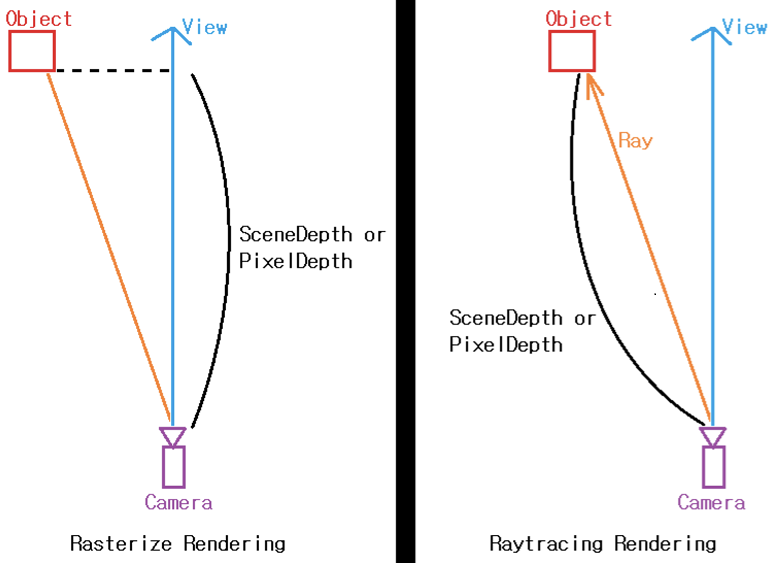 Object
View
SceneDepth or
PixelDepth
Camera
Rasterize Rendering
Object
View
Ray
SceneDepth or
PixelDepth
Camera
Raytracing Rendering